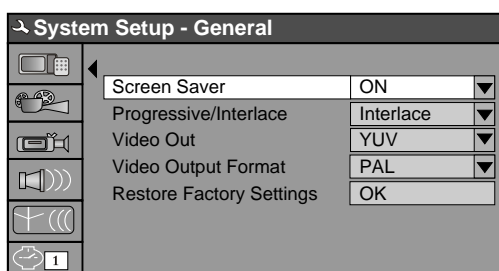 System Setup - General
Screen Saver ON
Progressive/Interlace Interlace
Video Out YUV
Video Output Format PAL
Restore Factory Settings OK
1